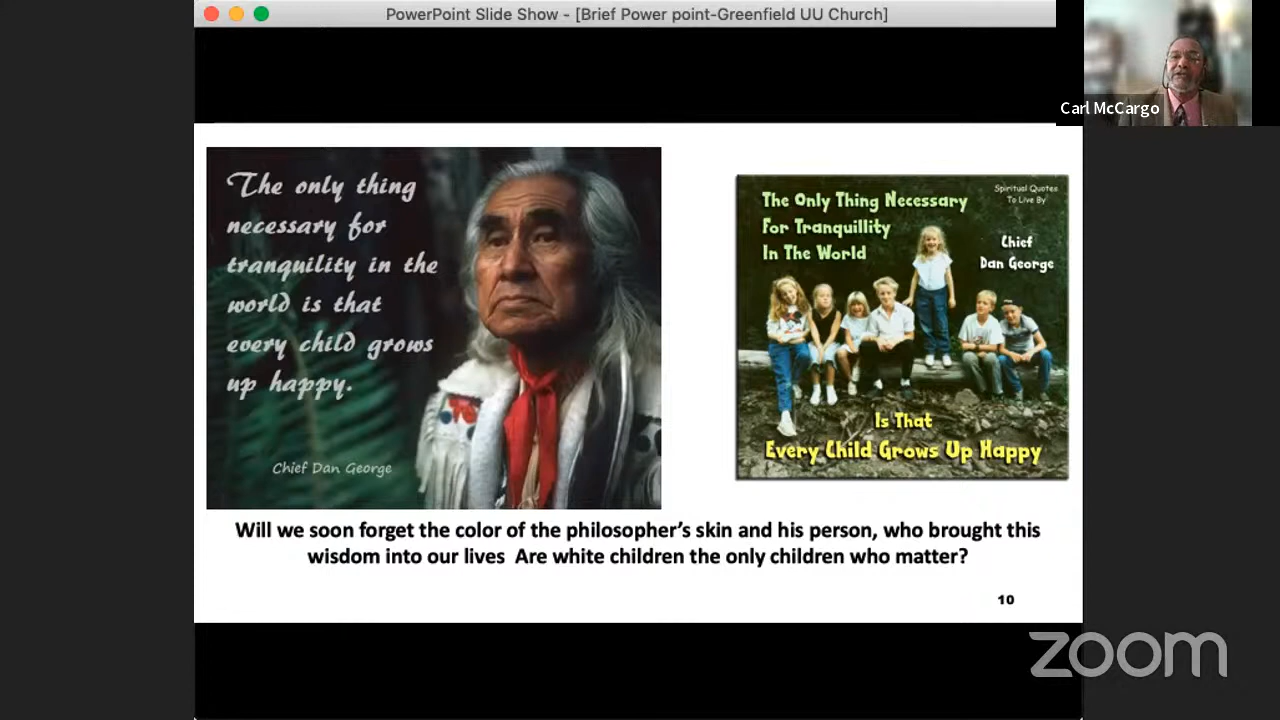 PowerPoint Slide Show - [Brief Power point-Greenfield UU Church]
Carl McCargo
The only thing
necessary for
tranquility in the
world is that
every child grows
up happy.
Chief Dan George
Spiritual Quotes
To Live By
The Only Thing Necessary
For Tranquillity
In The World
Chief
Dan George
Is That
Every Child Grows Up Happy
Will we soon forget the color of the philosopher's skin and his person, who brought this
wisdom into our lives  Are white children the only children who matter?
10
zoom